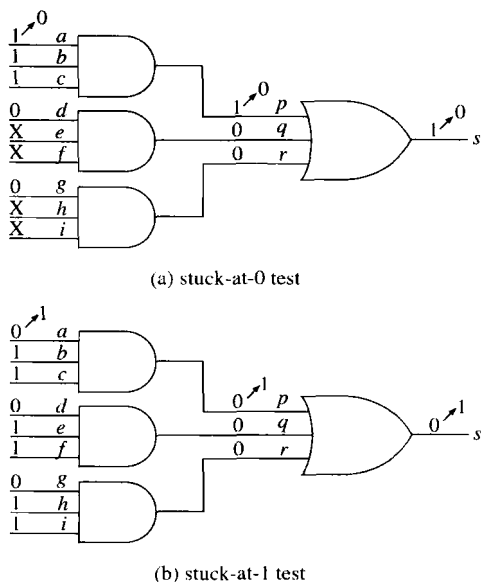 1 0 a
1 b
1 c
0 d
X e
X f
0 g
X h
X i
1 0 p
0 q
0 r
1 0 s
(a) stuck-at-0 test
0 1 a
1 b
1 c
0 d
1 e
1 f
0 g
1 h
1 i
0 1 p
0 q
0 r
0 1 s
(b) stuck-at-1 test